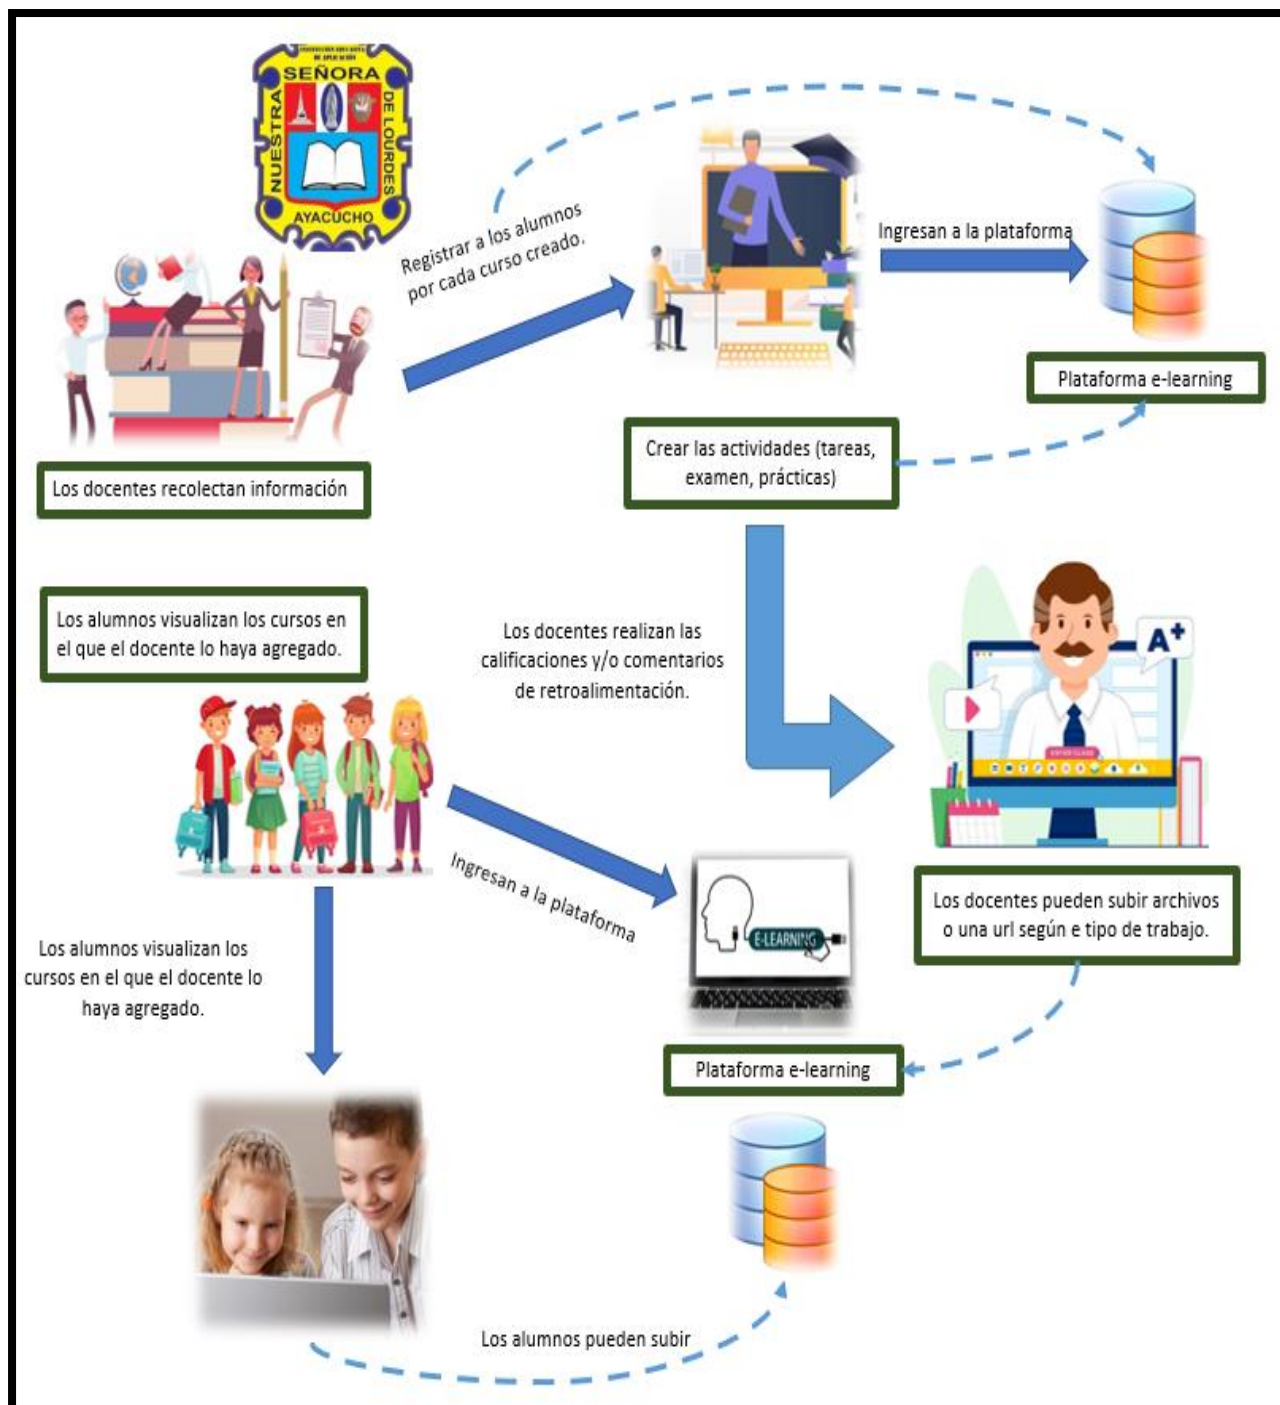 INSTITUCIÓN EDUCATIVA
DE APLICACIÓN
NUESTRA
SEÑORA
DE LOURDES
AYACUCHO
Registrar a los alumnos
por cada curso creado.
Ingresan a la plataforma
Plataforma e-learning
Los docentes recolectan información
Crear las actividades (tareas,
examen, prácticas)
Los alumnos visualizan los cursos en
el que el docente lo haya agregado.
Los docentes realizan las
calificaciones y/o comentarios
de retroalimentación.
A+
Ingresan a la plataforma
E-LEARNING
Los docentes pueden subir archivos
o una url según e tipo de trabajo.
Los alumnos visualizan los
cursos en el que el docente lo
haya agregado.
Plataforma e-learning
Los alumnos pueden subir